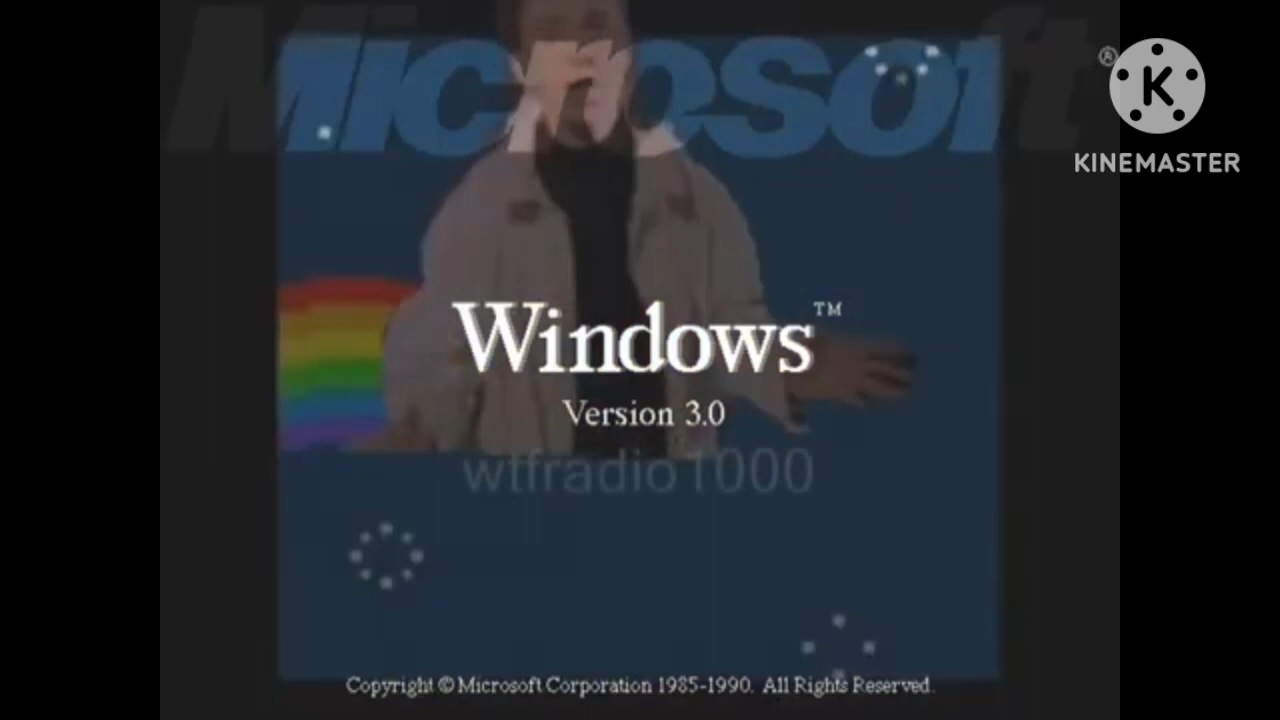 Microsoft®
K
KINEMASTER
Windows™
Version 3.0
wtfradio1000
Copyright © Microsoft Corporation 1985-1990. All Rights Reserved.